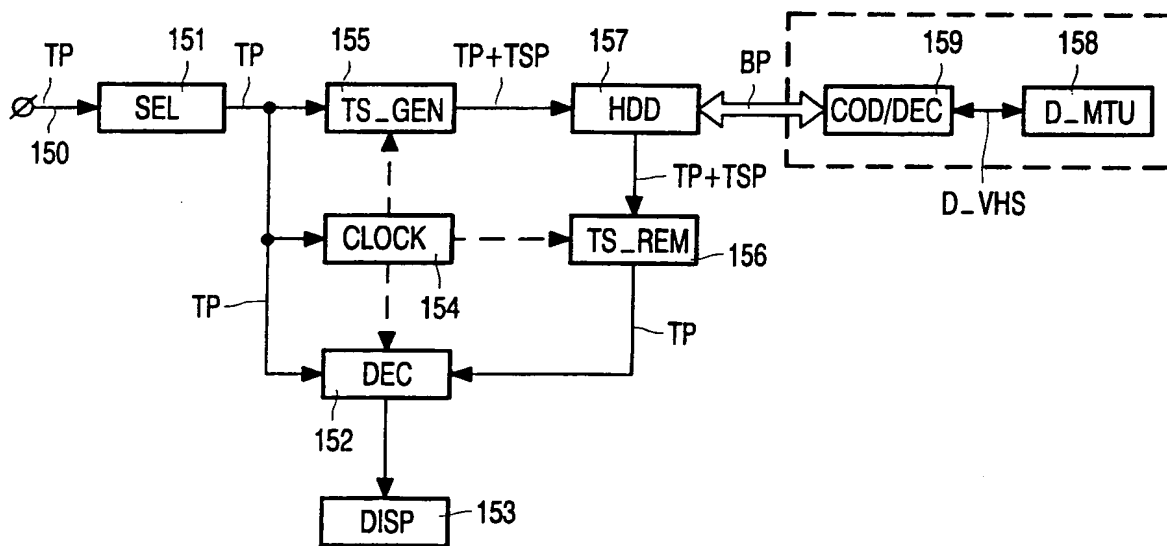 TP
150
151
SEL
TP
155
TS_GEN
TP+TSP
157
HDD
BP
159
COD/DEC
158
D_MTU
D_VHS
TP+TSP
CLOCK
154
TS_REM
156
TP
TP
DEC
152
DISP
153